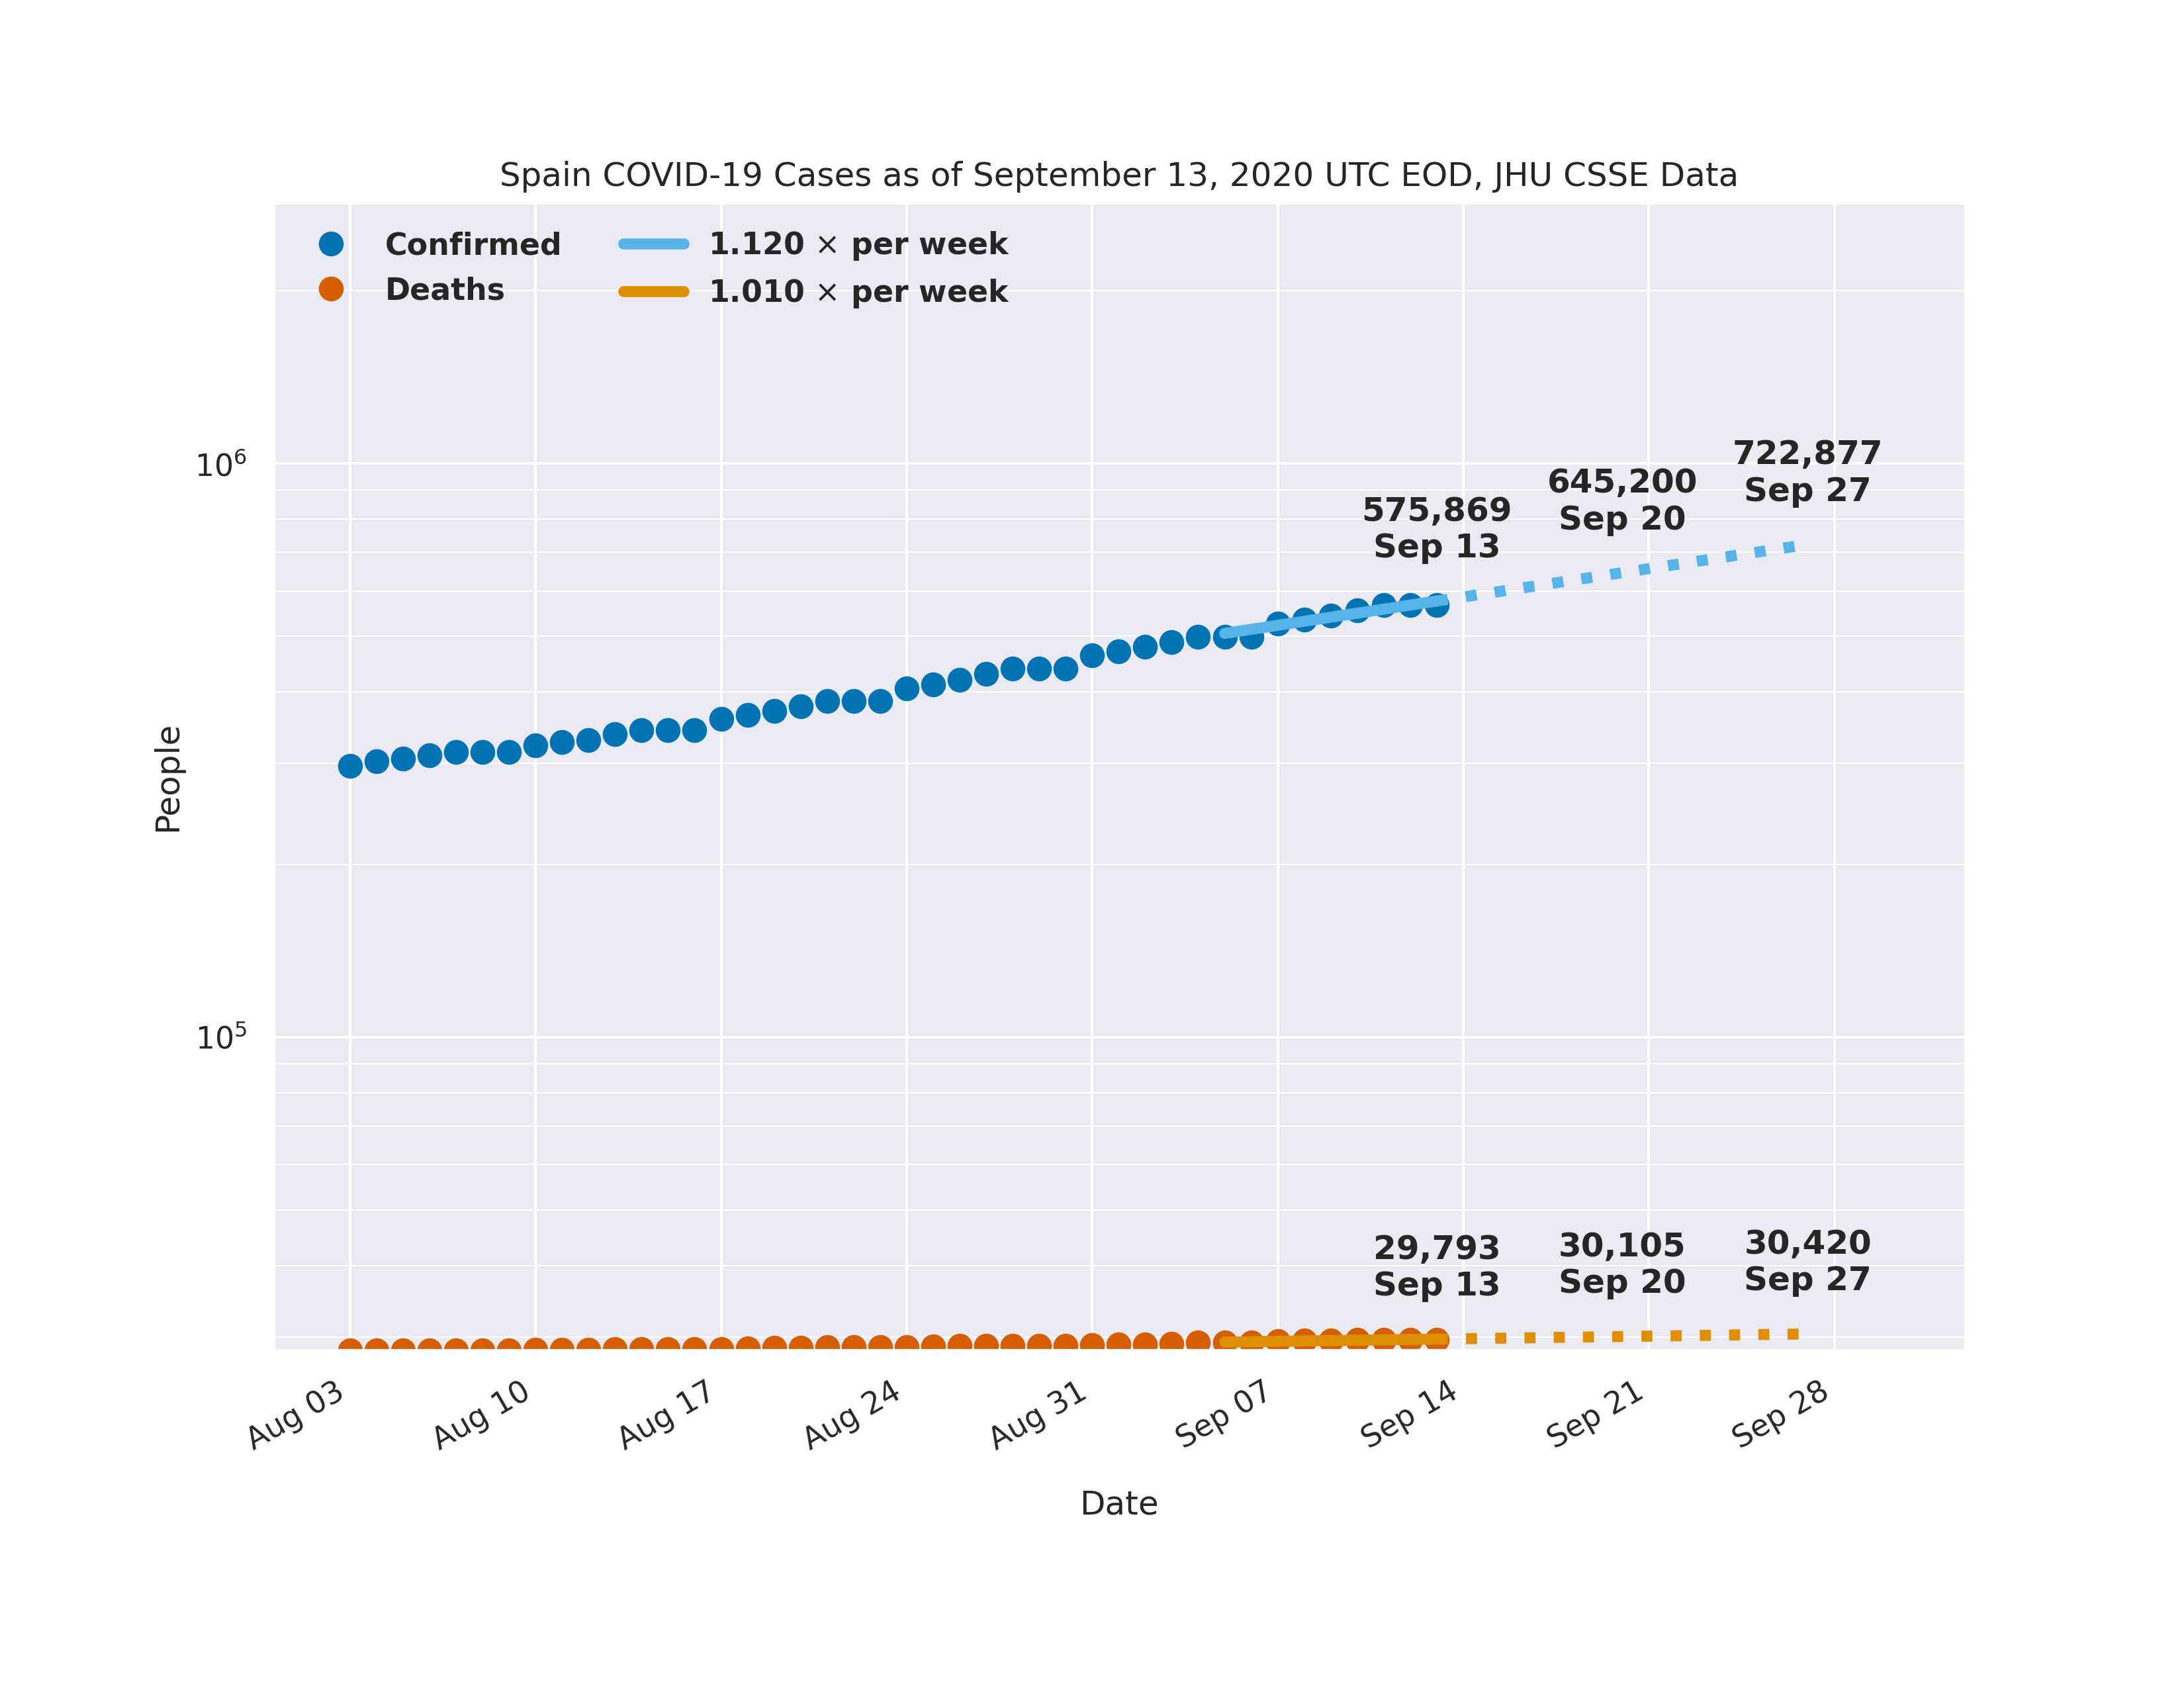 Spain COVID-19 Cases as of September 13, 2020 UTC EOD, JHU CSSE Data
Confirmed
Deaths
1.120 × per week
1.010 × per week
722,877
Sep 27
645,200
Sep 20
575,869
Sep 13
10⁶
10⁵
People
29,793
Sep 13
30,105
Sep 20
30,420
Sep 27
Aug 03
Aug 10
Aug 17
Aug 24
Aug 31
Sep 07
Sep 14
Sep 21
Sep 28
Date